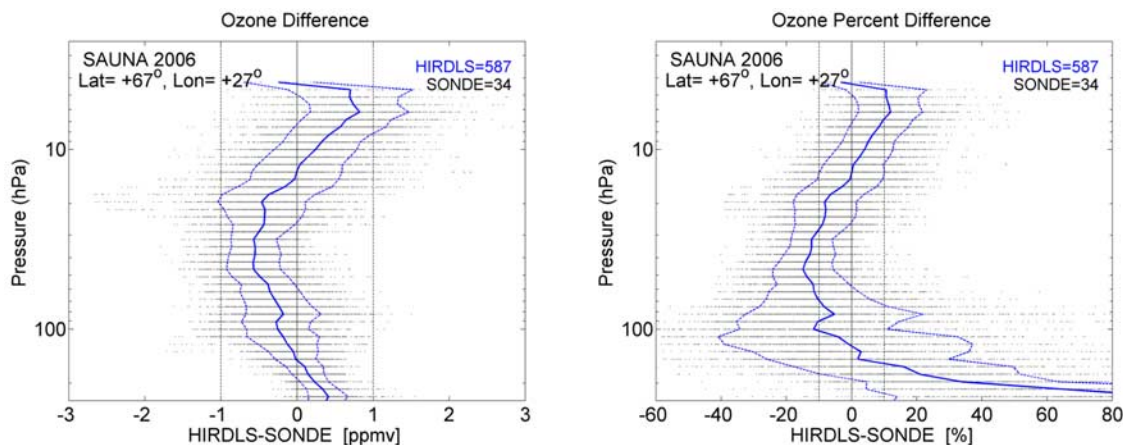 Ozone Difference
SAUNA 2006
Lat= +67°, Lon= +27°
HIRDLS=587
SONDE=34
Pressure (hPa)
10
100
-3 -2 -1 0 1 2 3
HIRDLS-SONDE [ppmv]
Ozone Percent Difference
SAUNA 2006
Lat= +67°, Lon= +27°
HIRDLS=587
SONDE=34
Pressure (hPa)
10
100
-60 -40 -20 0 20 40 60 80
HIRDLS-SONDE [%]